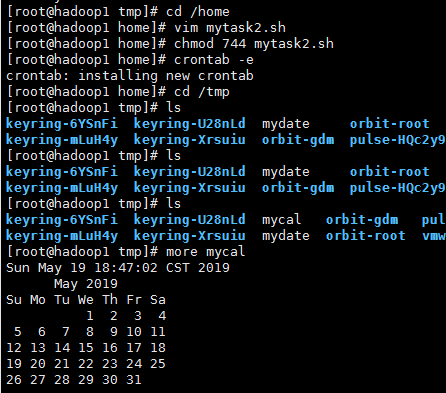 [root@hadoop1 tmp]# cd /home
[root@hadoop1 home]# vim mytask2.sh
[root@hadoop1 home]# chmod 744 mytask2.sh
[root@hadoop1 home]# crontab -e
crontab: installing new crontab
[root@hadoop1 home]# cd /tmp
[root@hadoop1 tmp]# ls
keyring-6YSnFi  keyring-U28nLd  mydate      orbit-root
keyring-mLuH4y  keyring-Xrsuiu  orbit-gdm  pulse-HQc2y9
[root@hadoop1 tmp]# ls
keyring-6YSnFi  keyring-U28nLd  mydate      orbit-root
keyring-mLuH4y  keyring-Xrsuiu  orbit-gdm  pulse-HQc2y9
[root@hadoop1 tmp]# ls
keyring-6YSnFi  keyring-U28nLd  mycal   orbit-gdm   pul
keyring-mLuH4y  keyring-Xrsuiu  mydate  orbit-root  vmw
[root@hadoop1 tmp]# more mycal
Sun May 19 18:47:02 CST 2019
      May 2019
Su Mo Tu We Th Fr Sa
          1  2  3  4
 5  6  7  8  9 10 11
12 13 14 15 16 17 18
19 20 21 22 23 24 25
26 27 28 29 30 31